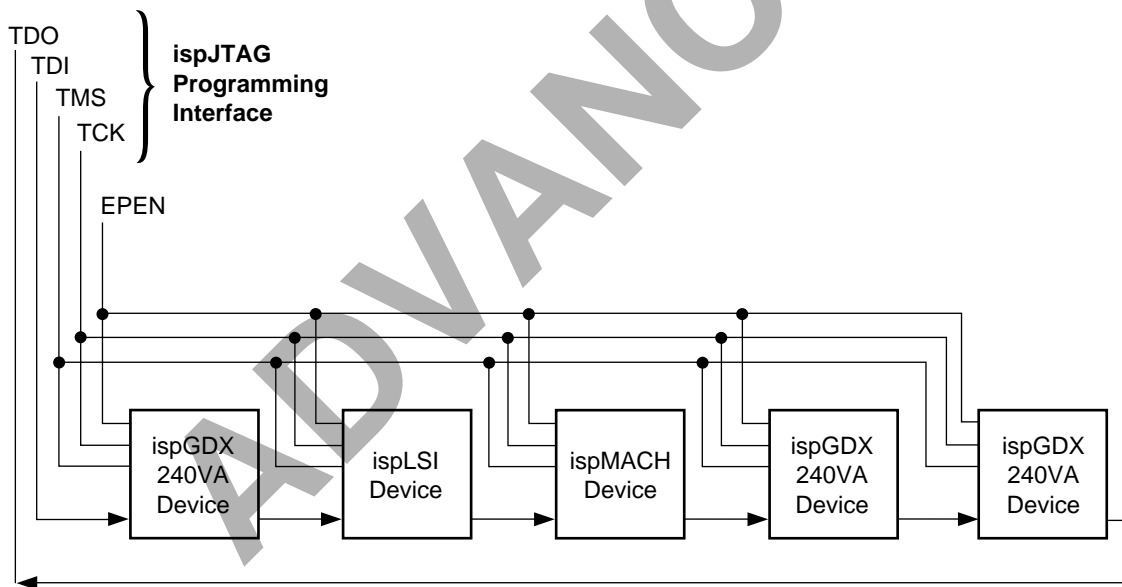 TDO
TDI
TMS
TCK
ispJTAG
Programming
Interface
EPEN
ispGDX
240VA
Device
ispLSI
Device
ispMACH
Device
ispGDX
240VA
Device
ispGDX
240VA
Device